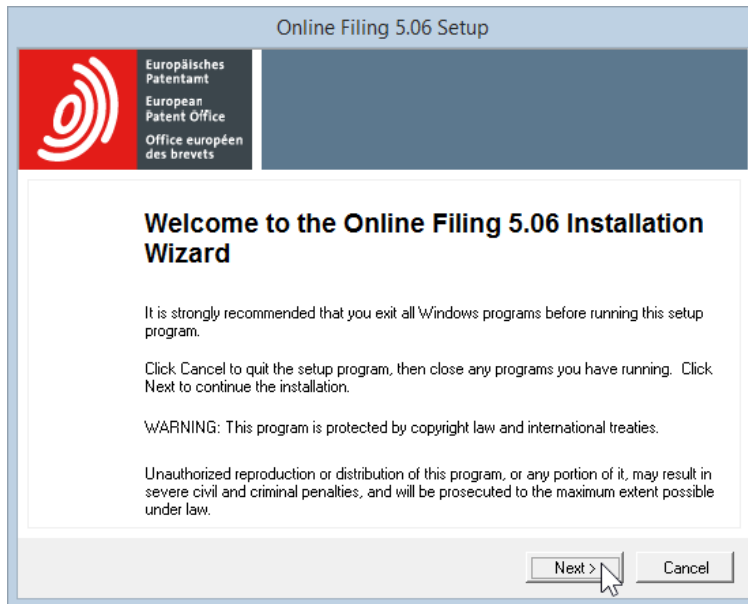 Online Filing 5.06 Setup
Europäisches
Patentamt
European
Patent Office
Office européen
des brevets
Welcome to the Online Filing 5.06 Installation
Wizard
It is strongly recommended that you exit all Windows programs before running this setup
program.
Click Cancel to quit the setup program, then close any programs you have running. Click
Next to continue the installation.
WARNING: This program is protected by copyright law and international treaties.
Unauthorized reproduction or distribution of this program, or any portion of it, may result in
severe civil and criminal penalties, and will be prosecuted to the maximum extent possible
under law.
Next >
Cancel